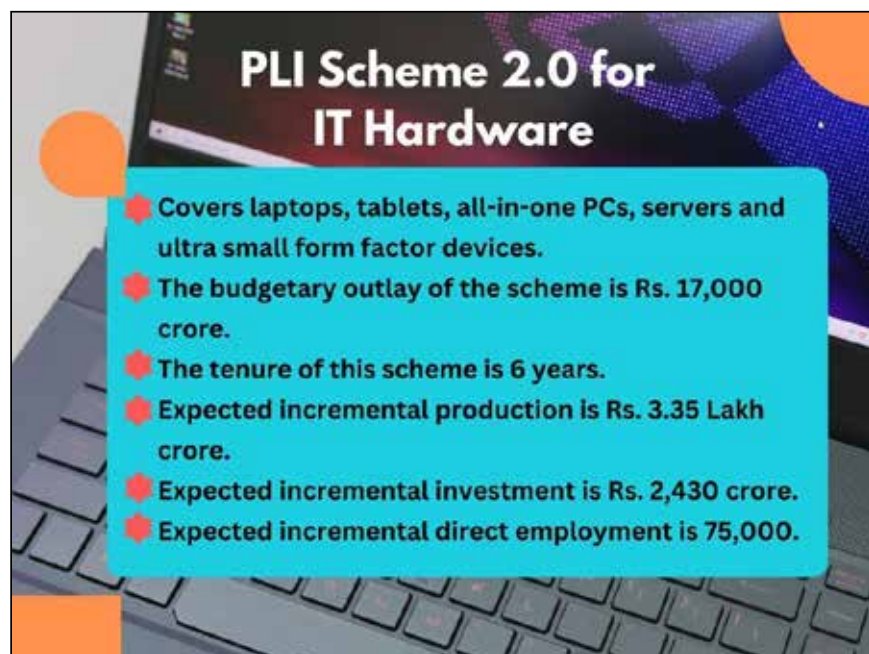 PLI Scheme 2.0 for
IT Hardware
Covers laptops, tablets, all-in-one PCs, servers and
ultra small form factor devices.
The budgetary outlay of the scheme is Rs. 17,000
crore.
The tenure of this scheme is 6 years.
Expected incremental production is Rs. 3.35 Lakh
crore.
Expected incremental investment is Rs. 2,430 crore.
Expected incremental direct employment is 75,000.